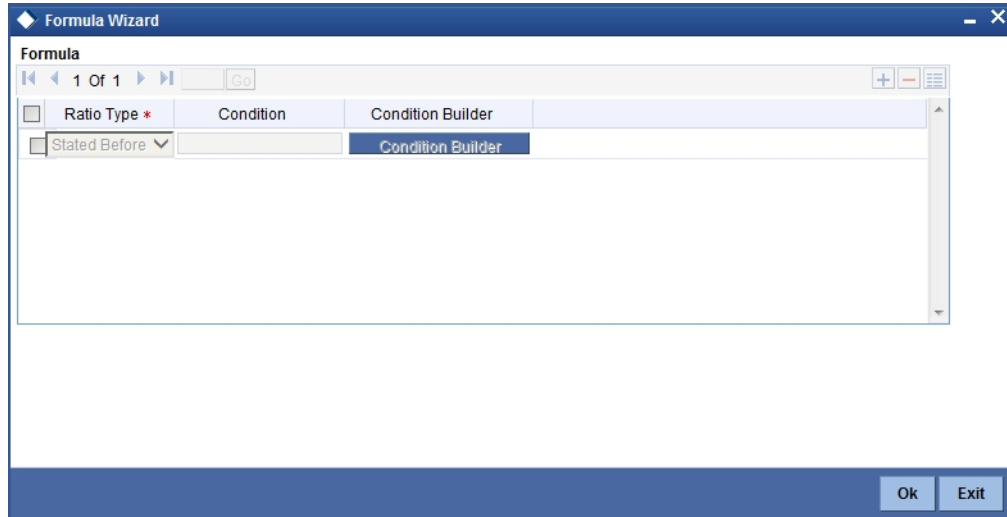 Formula Wizard
Formula
1 Of 1 Go
Ratio Type * Condition Condition Builder
Stated Before Condition Builder
Ok Exit